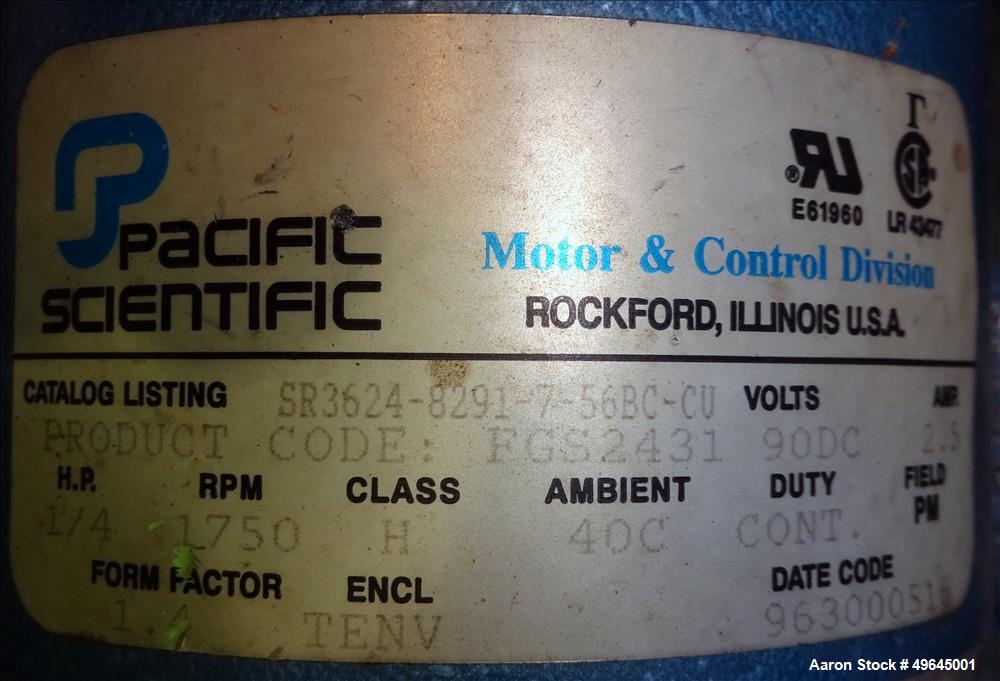 PACIFIC
SCIENTIFIC
® RU
E61960
SA
LR 43477
Motor & Control Division
ROCKFORD, ILLINOIS U.S.A.
CATALOG LISTING SR3624-8291-7-56BC-CU VOLTS AMP
PRODUCT CODE: FGS2431 90DC 2.5
H.P. RPM CLASS AMBIENT DUTY FIELD
PM
1/4 1750 H 40C CONT.
FORM FACTOR ENCL DATE CODE
1.4 TENV
Aaron Stock # 49645001